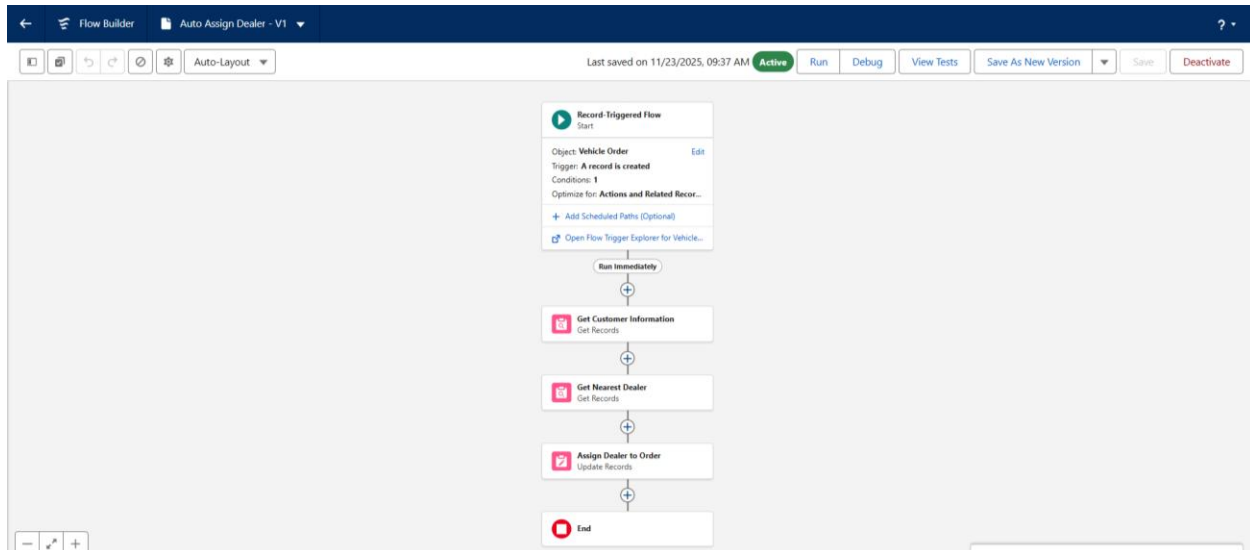 Flow Builder
Auto Assign Dealer - V1
?
Auto-Layout
Last saved on 11/23/2025, 09:37 AM
Active
Run
Debug
View Tests
Save As New Version
Save
Deactivate
Record-Triggered Flow
Start
Object: Vehicle Order
Edit
Trigger: A record is created
Conditions: 1
Optimize for: Actions and Related Recor...
+ Add Scheduled Paths (Optional)
Open Flow Trigger Explorer for Vehicle...
Run Immediately
Get Customer Information
Get Records
Get Nearest Dealer
Get Records
Assign Dealer to Order
Update Records
End